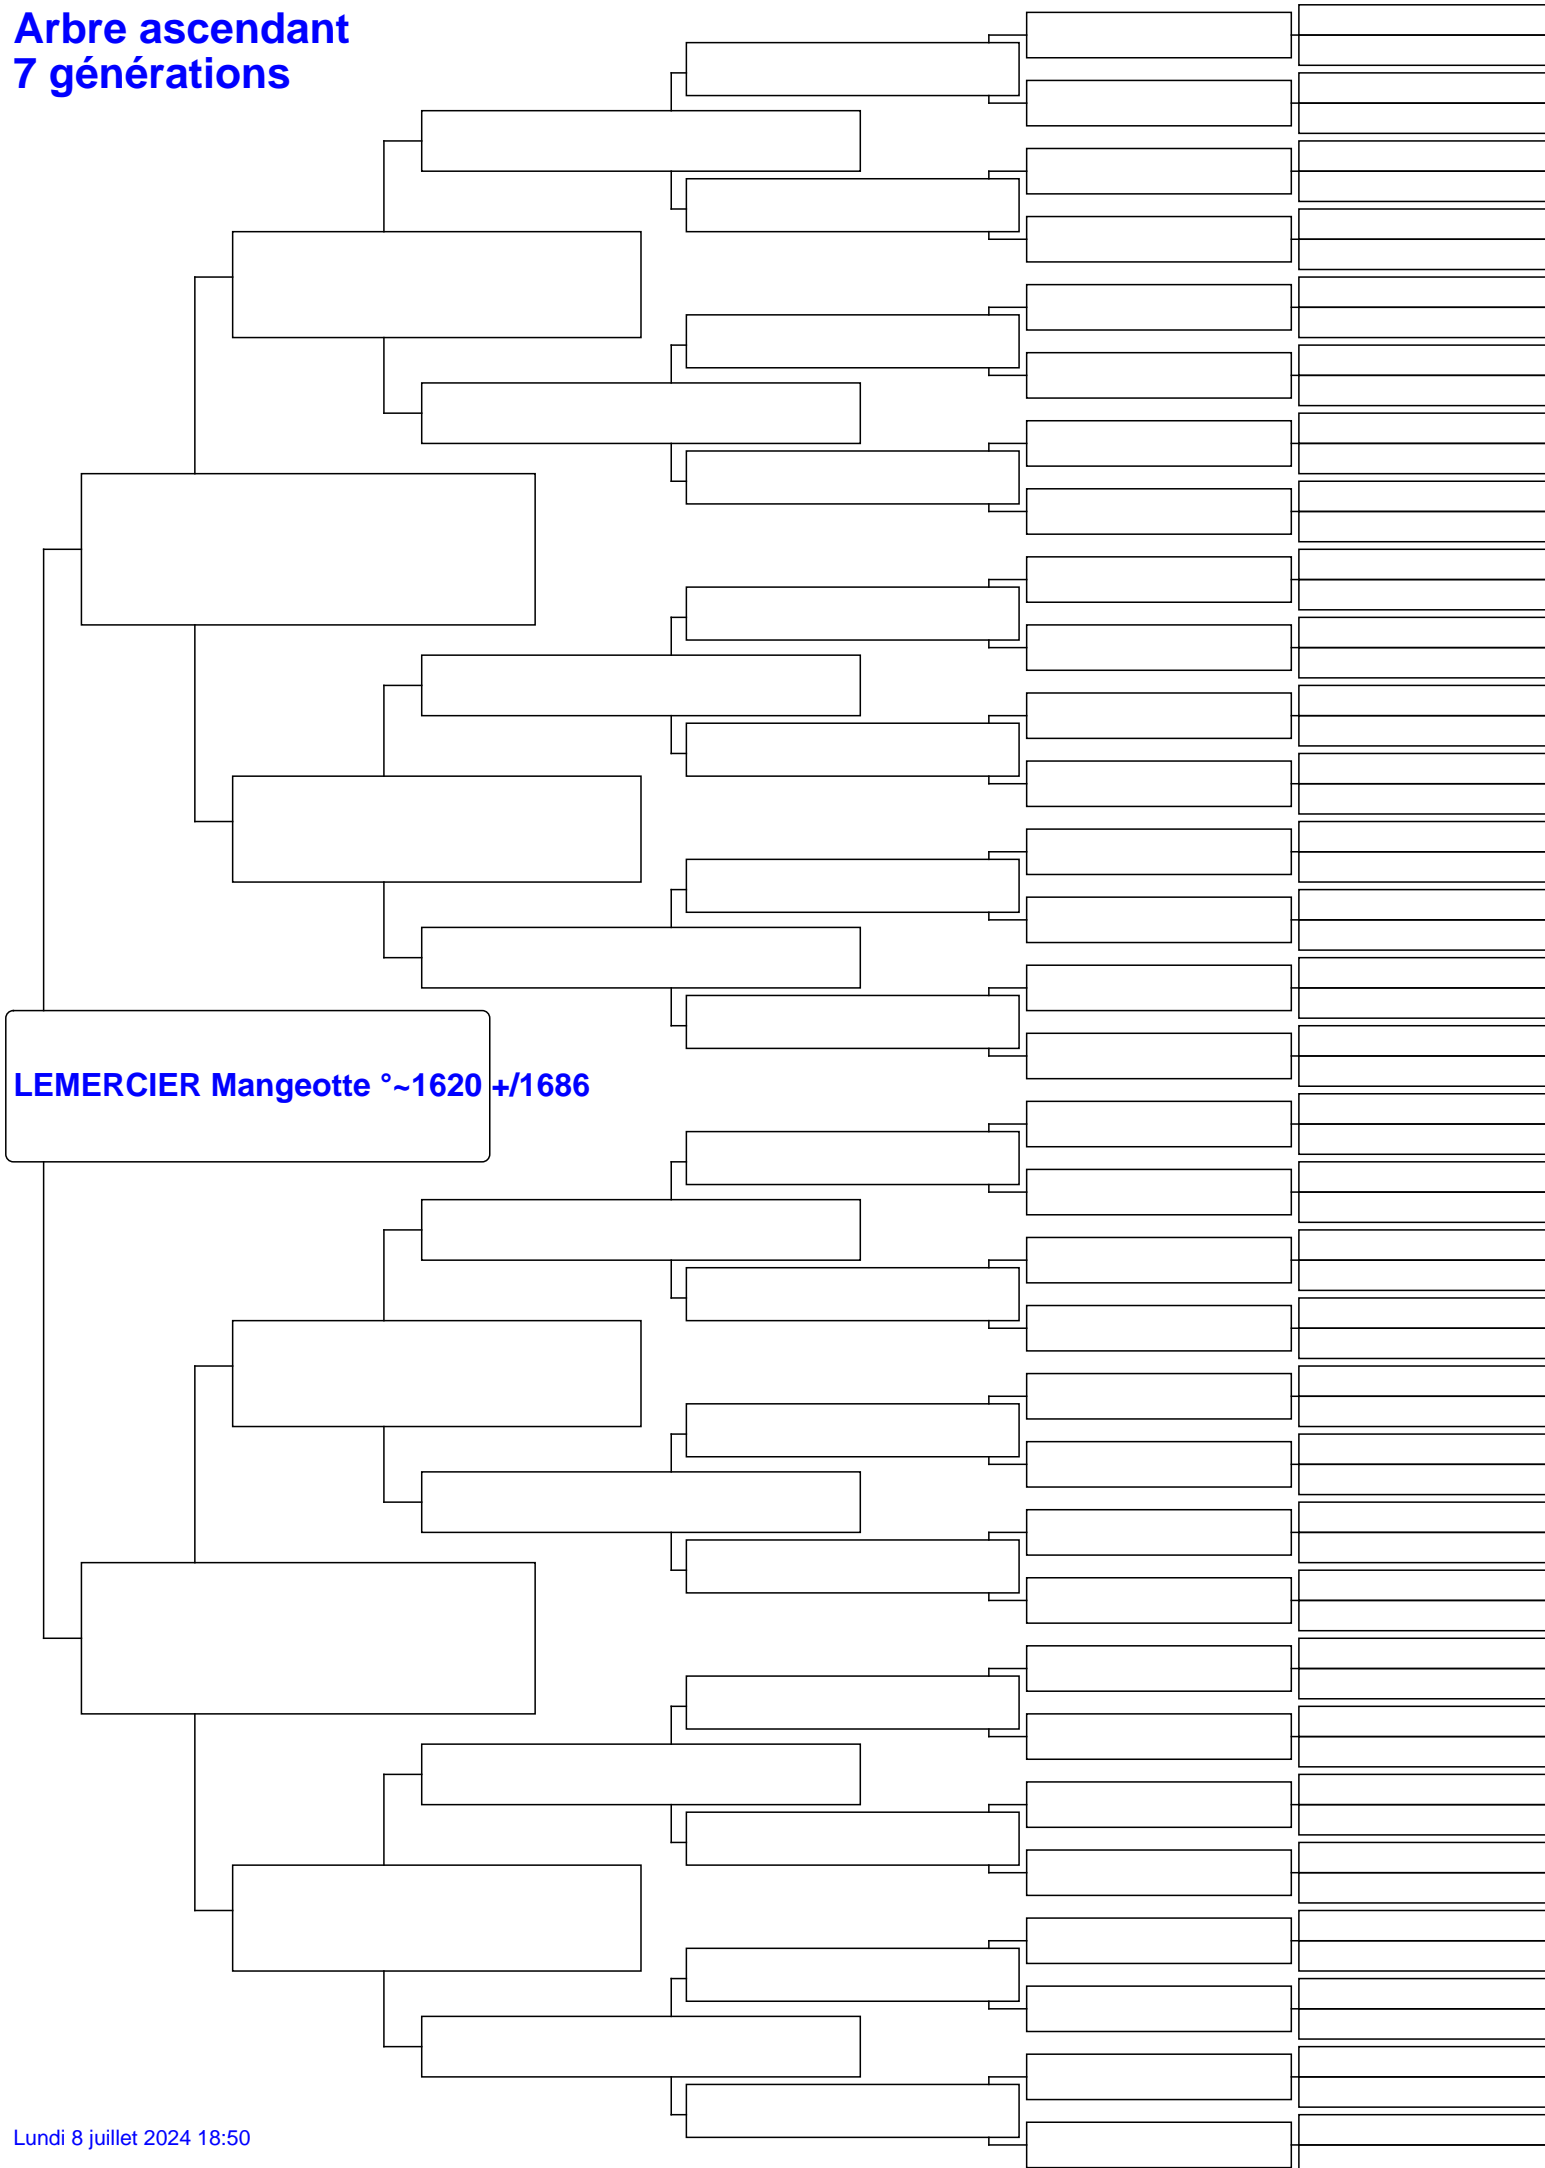 Arbre ascendant
7 générations
LEMERCIER Mangeotte °~1620 +/1686
Lundi 8 juillet 2024 18:50